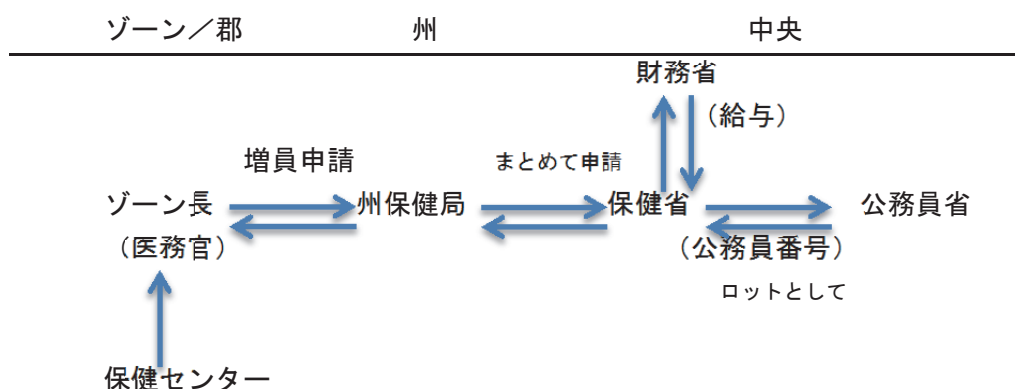 ゾーン／郡 州 中央
財務省
（給与）
増員申請 まとめて申請
ゾーン長 州保健局 保健省 公務員省
（医務官） （公務員番号）
ロットとして
保健センター